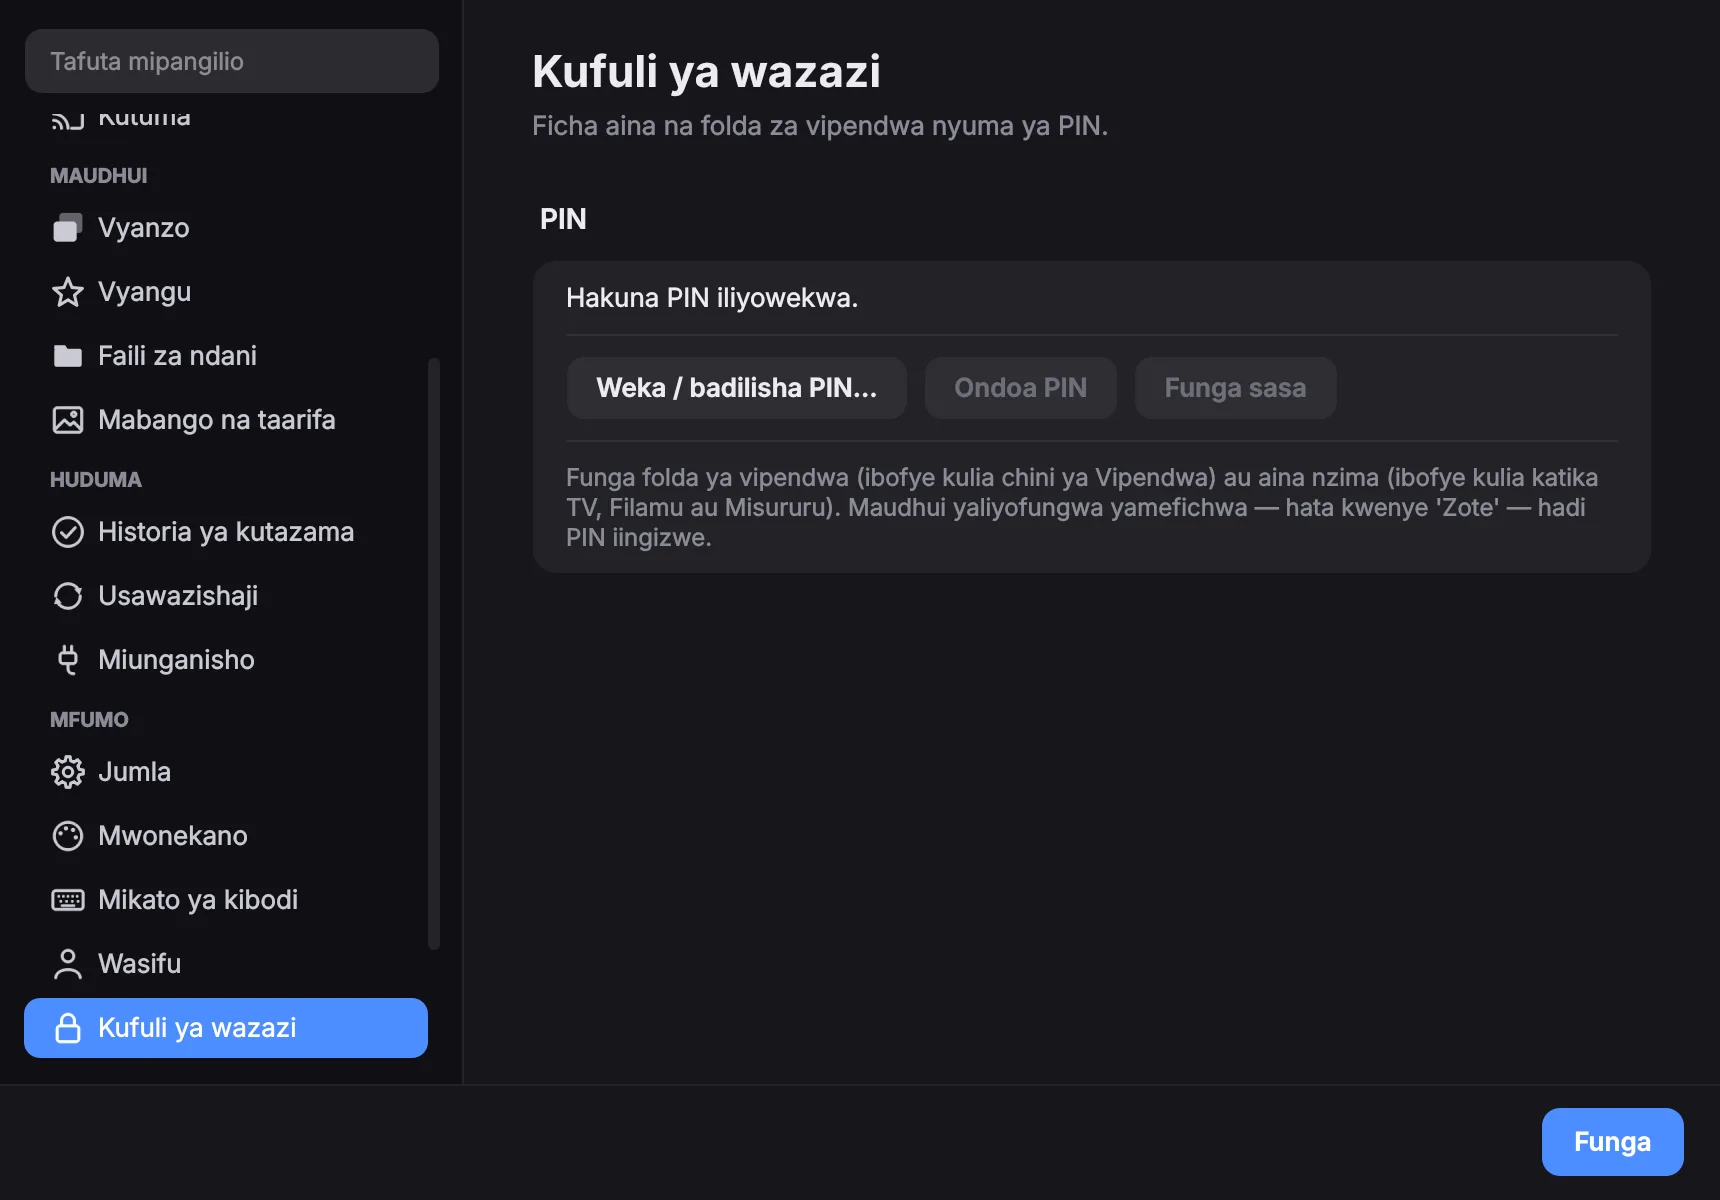 Tafuta mipangilio
Kutuma
MAUDHUI
Vyanzo
Vyangu
Faili za ndani
Mabango na taarifa
HUDUMA
Historia ya kutazama
Usawazishaji
Miunganisho
MFUMO
Jumla
Mwonekano
Mikato ya kibodi
Wasifu
Kufuli ya wazazi
Kufuli ya wazazi
Ficha aina na folda za vipendwa nyuma ya PIN.
PIN
Hakuna PIN iliyowekwa.
Weka / badilisha PIN...
Ondoa PIN
Funga sasa
Funga folda ya vipendwa (ibofye kulia chini ya Vipendwa) au aina nzima (ibofye kulia katika
TV, Filamu au Misururu). Maudhui yaliyofungwa yamefichwa — hata kwenye 'Zote' — hadi
PIN iingizwe.
Funga